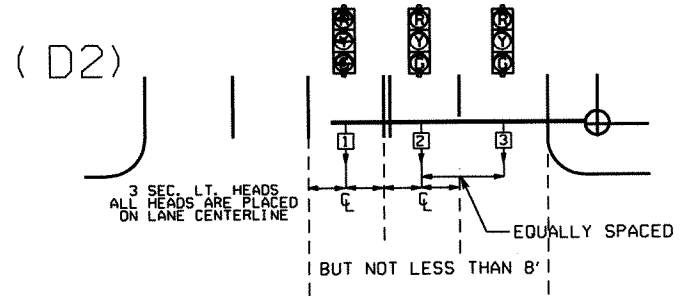 R R R
Y Y
G G G
(D2)
1 2 3
3 SEC. LT. HEADS
ALL HEADS ARE PLACED
ON LANE CENTERLINE
CL CL
EQUALLY SPACED
BUT NOT LESS THAN 8'